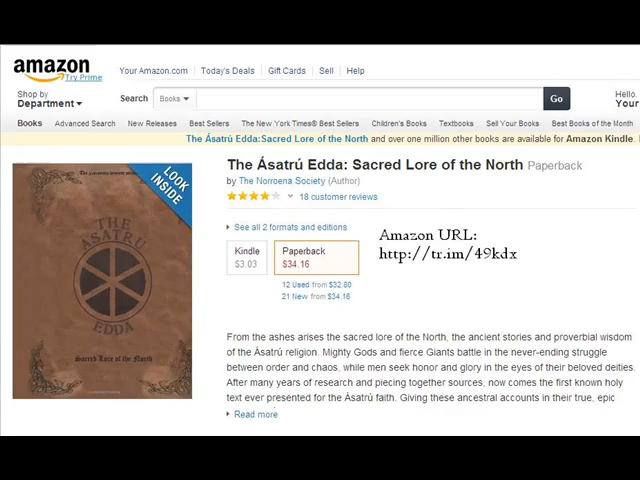 amazon
Try Prime
Your Amazon.com
Today's Deals
Gift Cards
Sell
Help
Shop by
Department
Search
Books
Go
Hello.
Your
Books
Advanced Search
New Releases
Best Sellers
The New York Times® Best Sellers
Children's Books
Textbooks
Sell Your Books
Best Books of the Month
The Ásatrú Edda:Sacred Lore of the North and over one million other books are available for Amazon Kindle.
LOOK
INSIDE
THE
ÁSATRÚ
EDDA
Sacred Lore of the North
The Ásatrú Edda: Sacred Lore of the North Paperback
by The Norroena Society (Author)
18 customer reviews
See all 2 formats and editions
Kindle
$3.03
Paperback
$34.16
12 Used from $32.80
21 New from $34.16
Amazon URL:
http://tr.im/49kdx
From the ashes arises the sacred lore of the North, the ancient stories and proverbial wisdom
of the Ásatrú religion. Mighty Gods and fierce Giants battle in the never-ending struggle
between order and chaos, while men seek honor and glory in the eyes of their beloved deities.
After many years of research and piecing together sources, now comes the first known holy
text ever presented for the Ásatrú faith. Giving these ancestral accounts in their true, epic
Read more